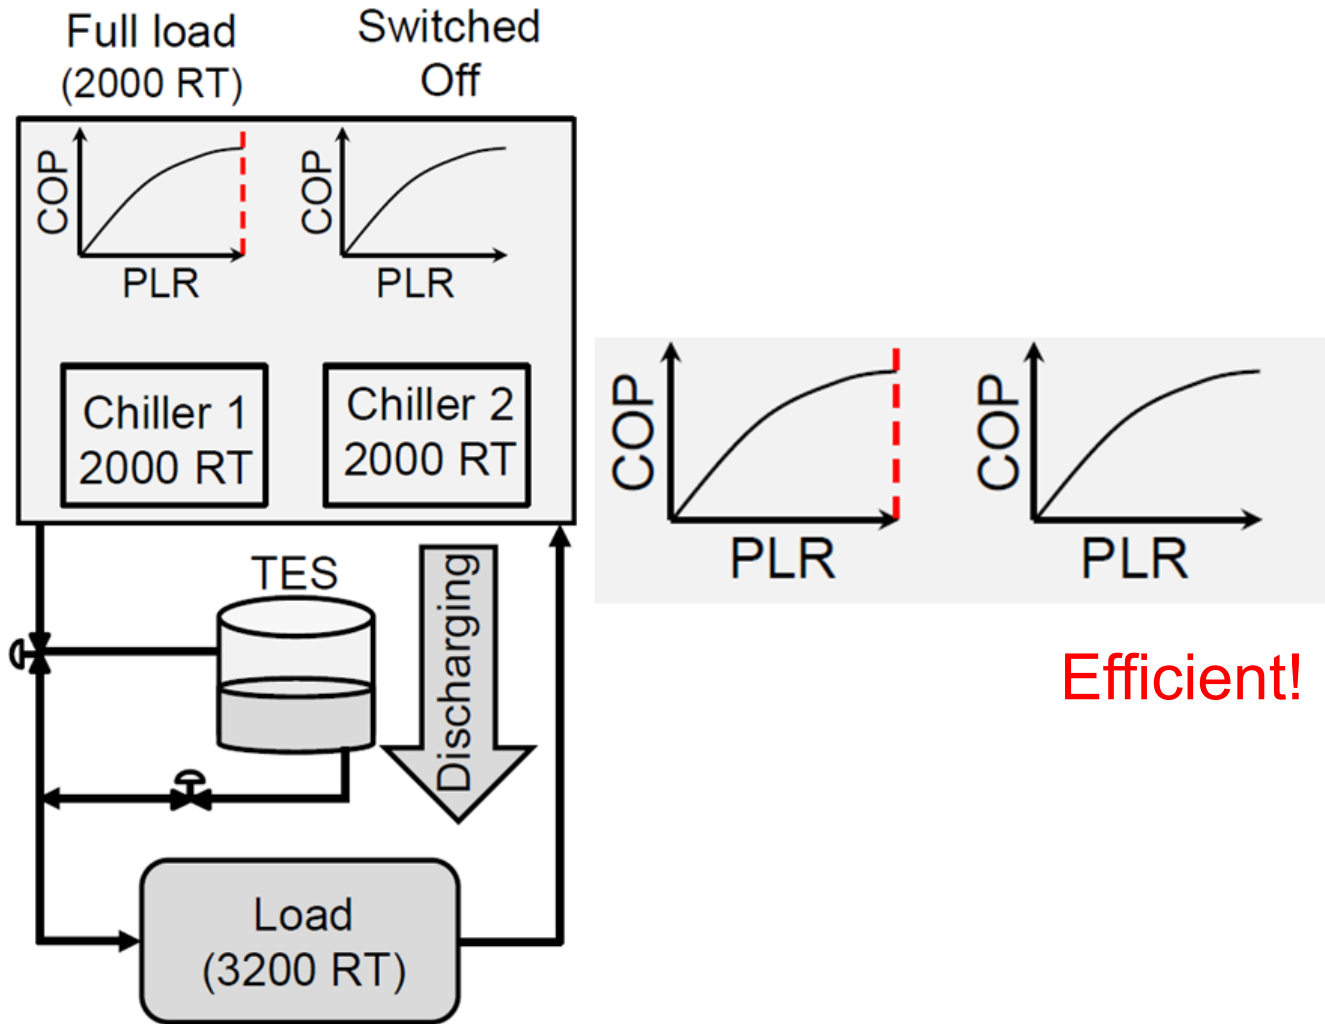 Full load
(2000 RT)
Switched
Off
COP
PLR
COP
PLR
Chiller 1
2000 RT
Chiller 2
2000 RT
COP
PLR
COP
PLR
TES
Discharging
Efficient!
Load
(3200 RT)